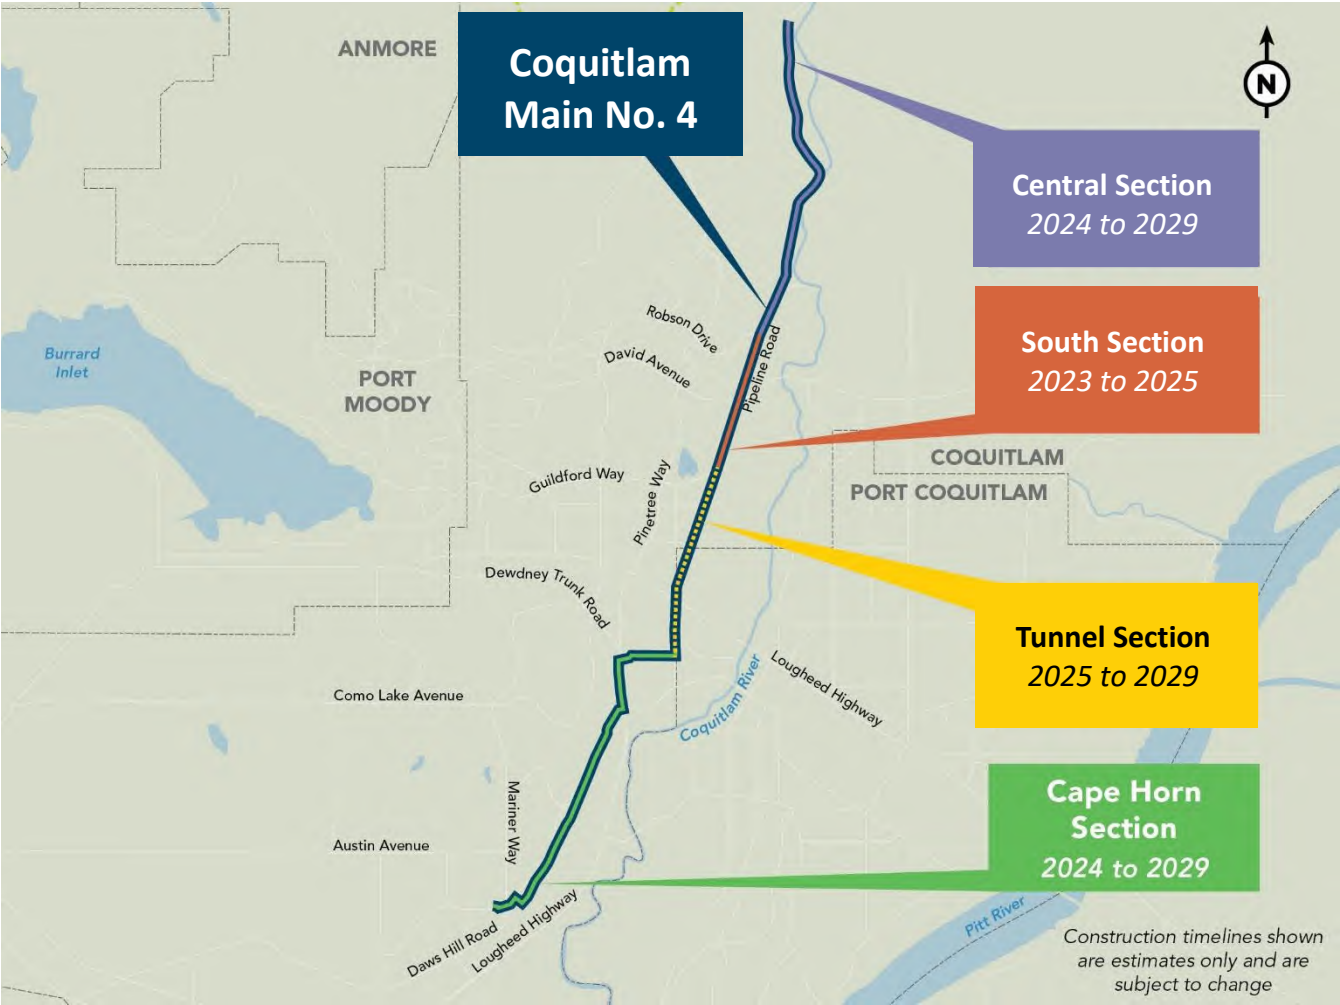 ANMORE
Coquitlam
Main No. 4
N
Central Section
2024 to 2029
Robson Drive
David Avenue
Pipeline Road
South Section
2023 to 2025
Burrard
Inlet
PORT
MOODY
COQUITLAM
PORT COQUITLAM
Guildford Way
Pinetree Way
Dewdney Trunk Road
Tunnel Section
2025 to 2029
Coquitlam River
Lougheed Highway
Como Lake Avenue
Mariner Way
Austin Avenue
Cape Horn
Section
2024 to 2029
Daws Hill Road
Lougheed Highway
Pitt River
Construction timelines shown
are estimates only and are
subject to change